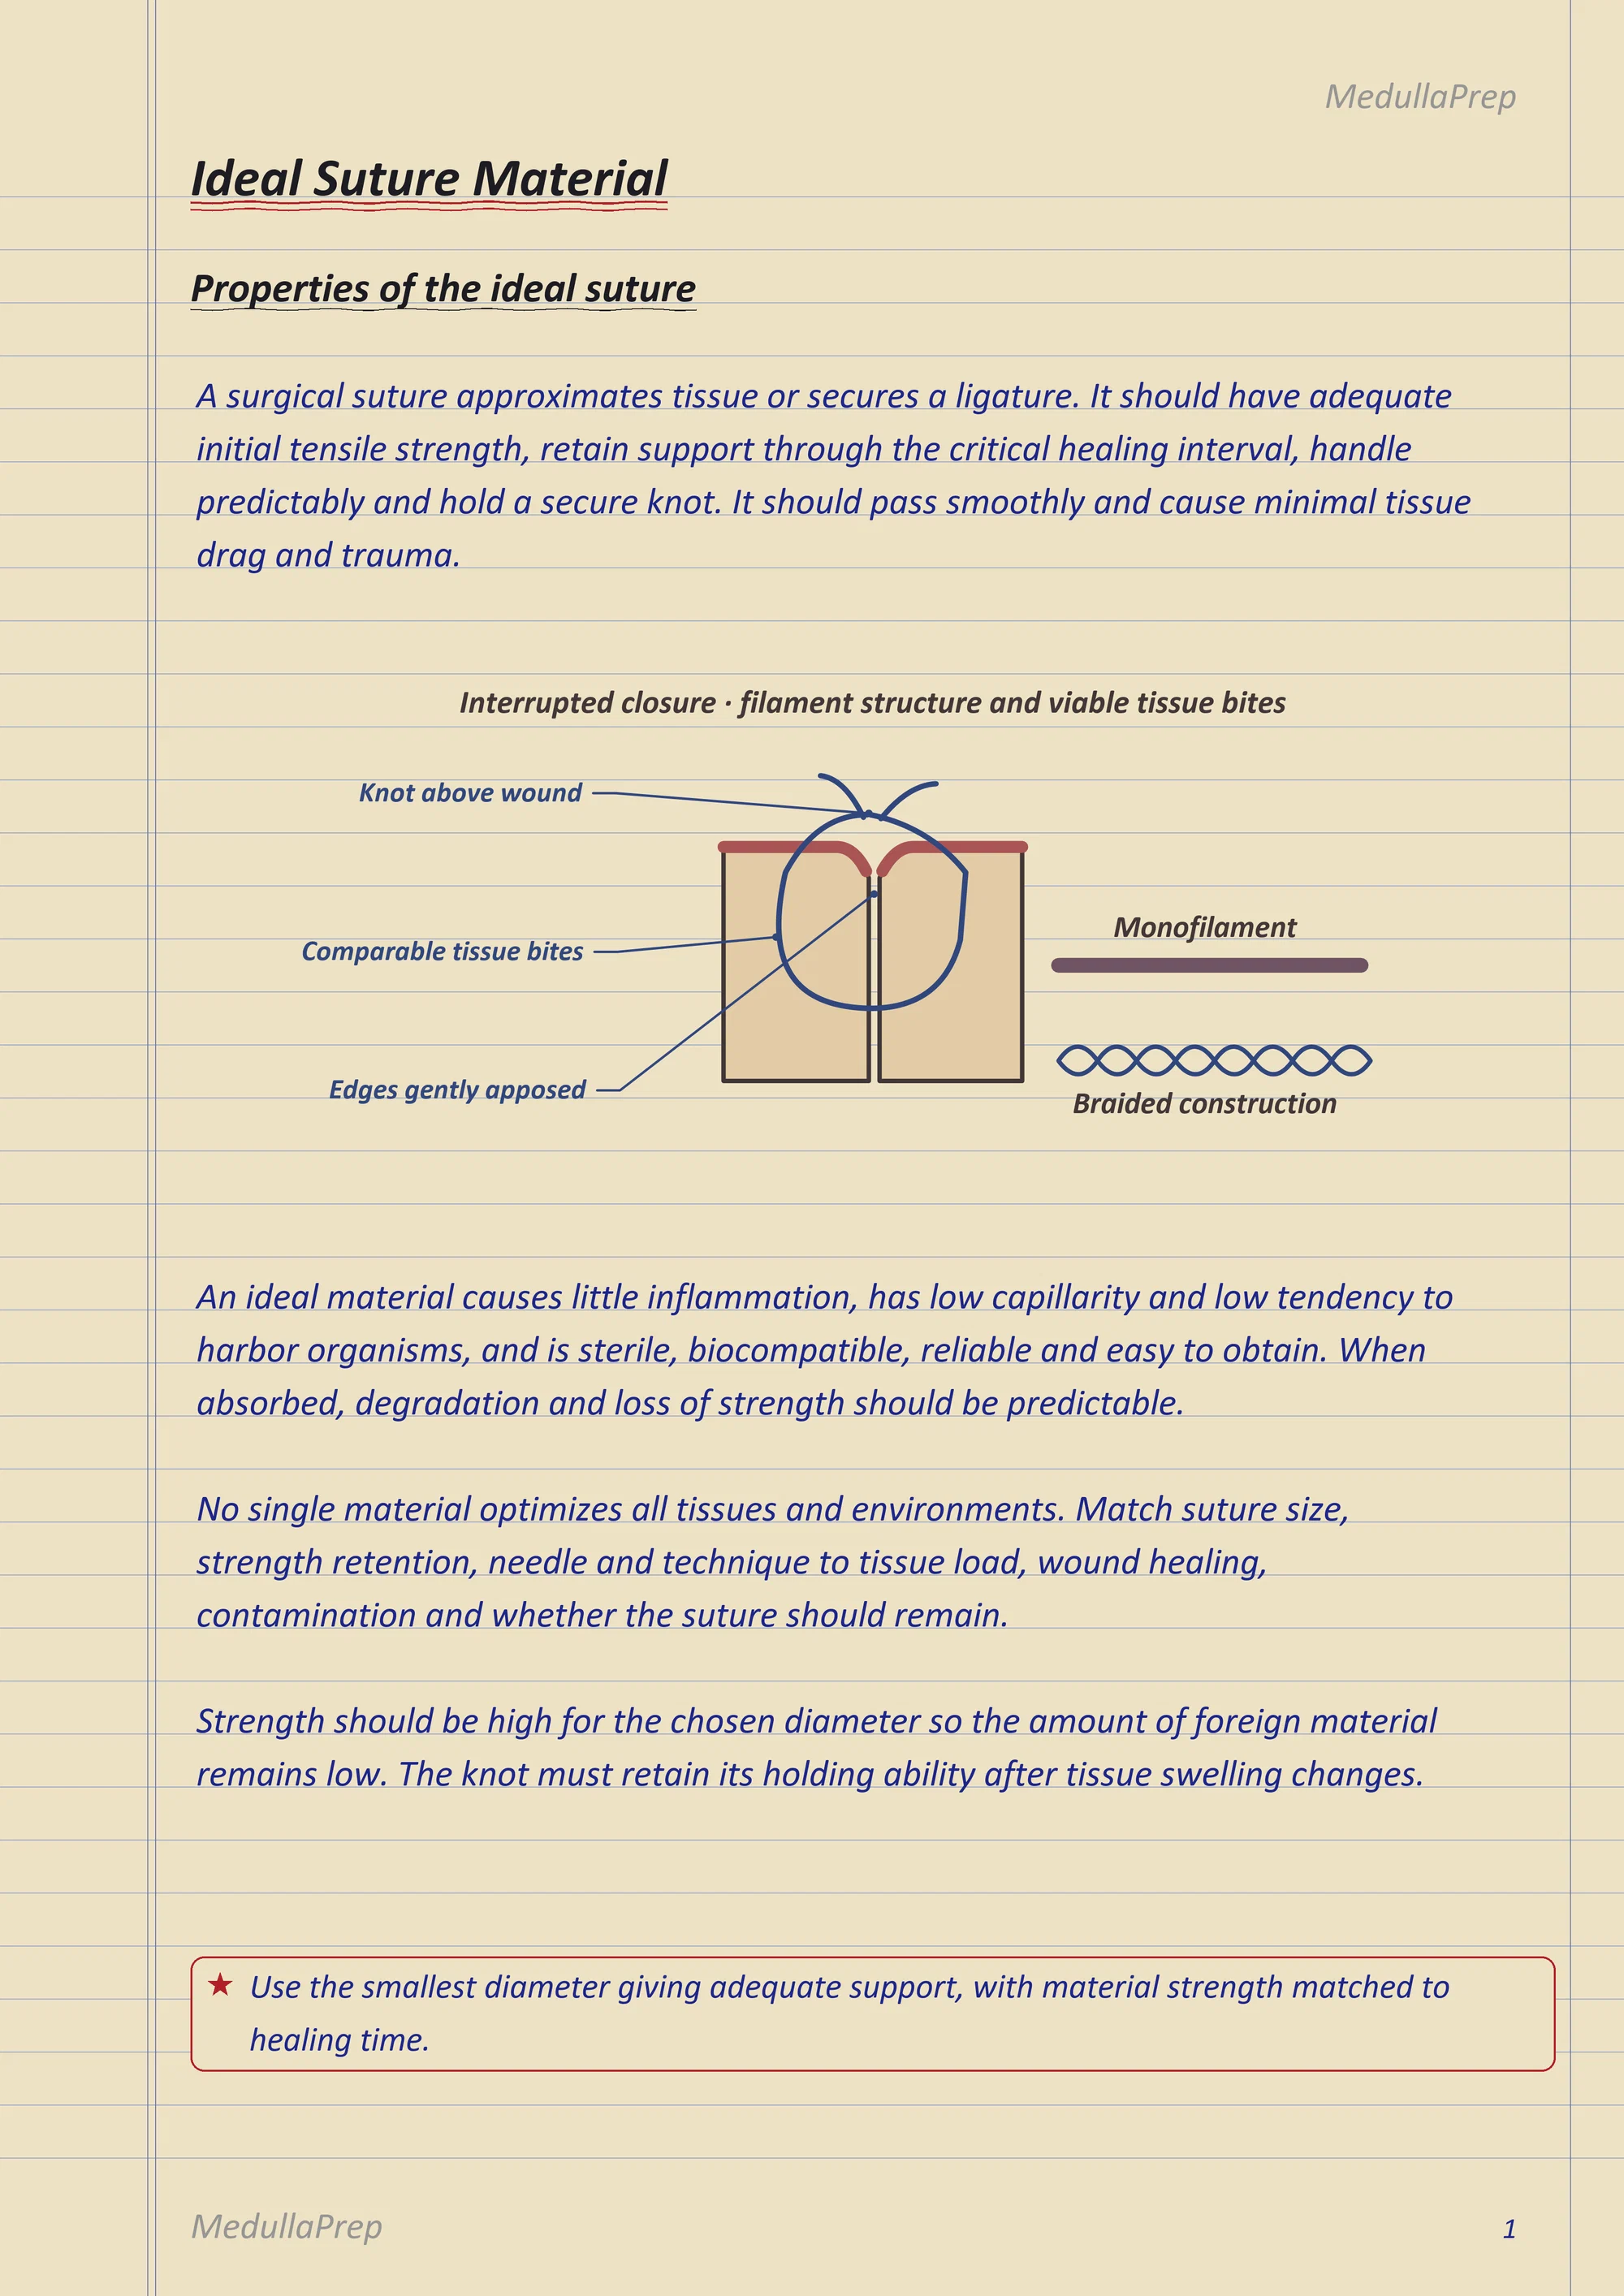 MedullaPrep
Ideal Suture Material
Properties of the ideal suture
A surgical suture approximates tissue or secures a ligature. It should have adequate
initial tensile strength, retain support through the critical healing interval, handle
predictably and hold a secure knot. It should pass smoothly and cause minimal tissue
drag and trauma.
Interrupted closure · filament structure and viable tissue bites
Knot above wound
Comparable tissue bites
Edges gently apposed
Monofilament
Braided construction
An ideal material causes little inflammation, has low capillarity and low tendency to
harbor organisms, and is sterile, biocompatible, reliable and easy to obtain. When
absorbed, degradation and loss of strength should be predictable.
No single material optimizes all tissues and environments. Match suture size,
strength retention, needle and technique to tissue load, wound healing,
contamination and whether the suture should remain.
Strength should be high for the chosen diameter so the amount of foreign material
remains low. The knot must retain its holding ability after tissue swelling changes.
★ Use the smallest diameter giving adequate support, with material strength matched to
healing time.
MedullaPrep
1